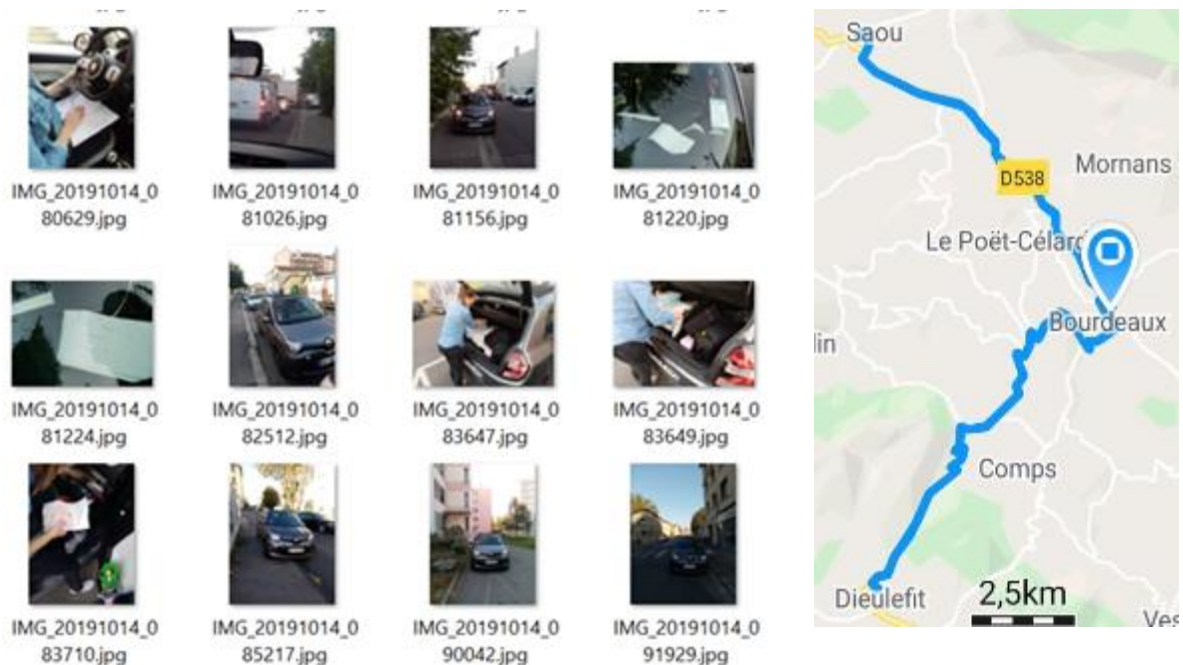 IMG_20191014_0
80629.jpg
IMG_20191014_0
81026.jpg
IMG_20191014_0
81156.jpg
IMG_20191014_0
81220.jpg
IMG_20191014_0
81224.jpg
IMG_20191014_0
82512.jpg
IMG_20191014_0
83647.jpg
IMG_20191014_0
83649.jpg
IMG_20191014_0
83710.jpg
IMG_20191014_0
85217.jpg
IMG_20191014_0
90042.jpg
IMG_20191014_0
91929.jpg
Saou
D538
Mornans
Le Poët-Célard
Bourdeaux
Comps
Dieulefit
2,5km